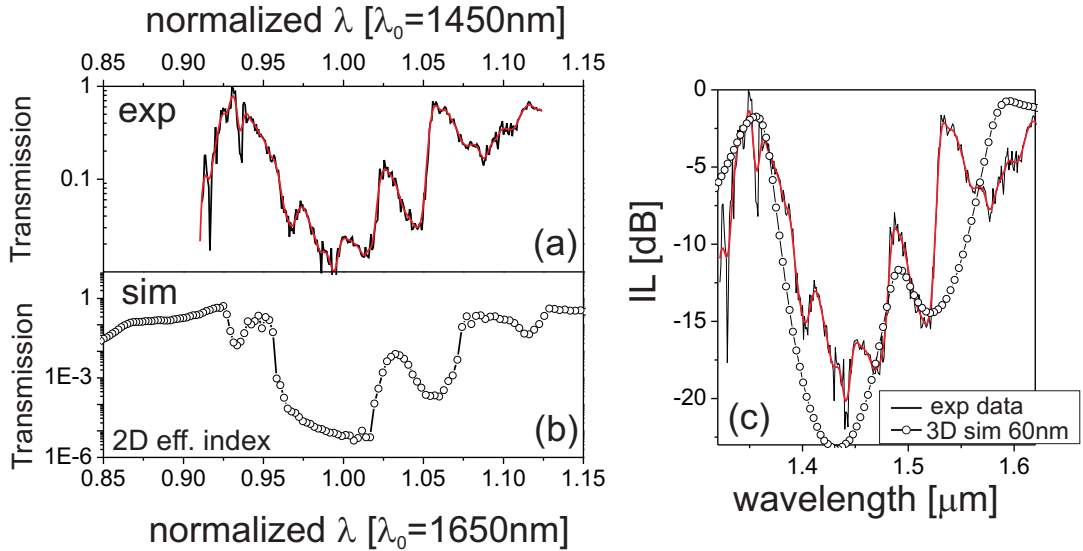 normalized λ [λ₀=1450nm]
0.85 0.90 0.95 1.00 1.05 1.10 1.15
Transmission
1
0.1
exp
(a)
Transmission
1
1E-3
1E-6
sim
2D eff. index
(b)
0.85 0.90 0.95 1.00 1.05 1.10 1.15
normalized λ [λ₀=1650nm]
IL [dB]
0
-5
-10
-15
-20
(c)
exp data
3D sim 60nm
1.4 1.5 1.6
wavelength [μm]